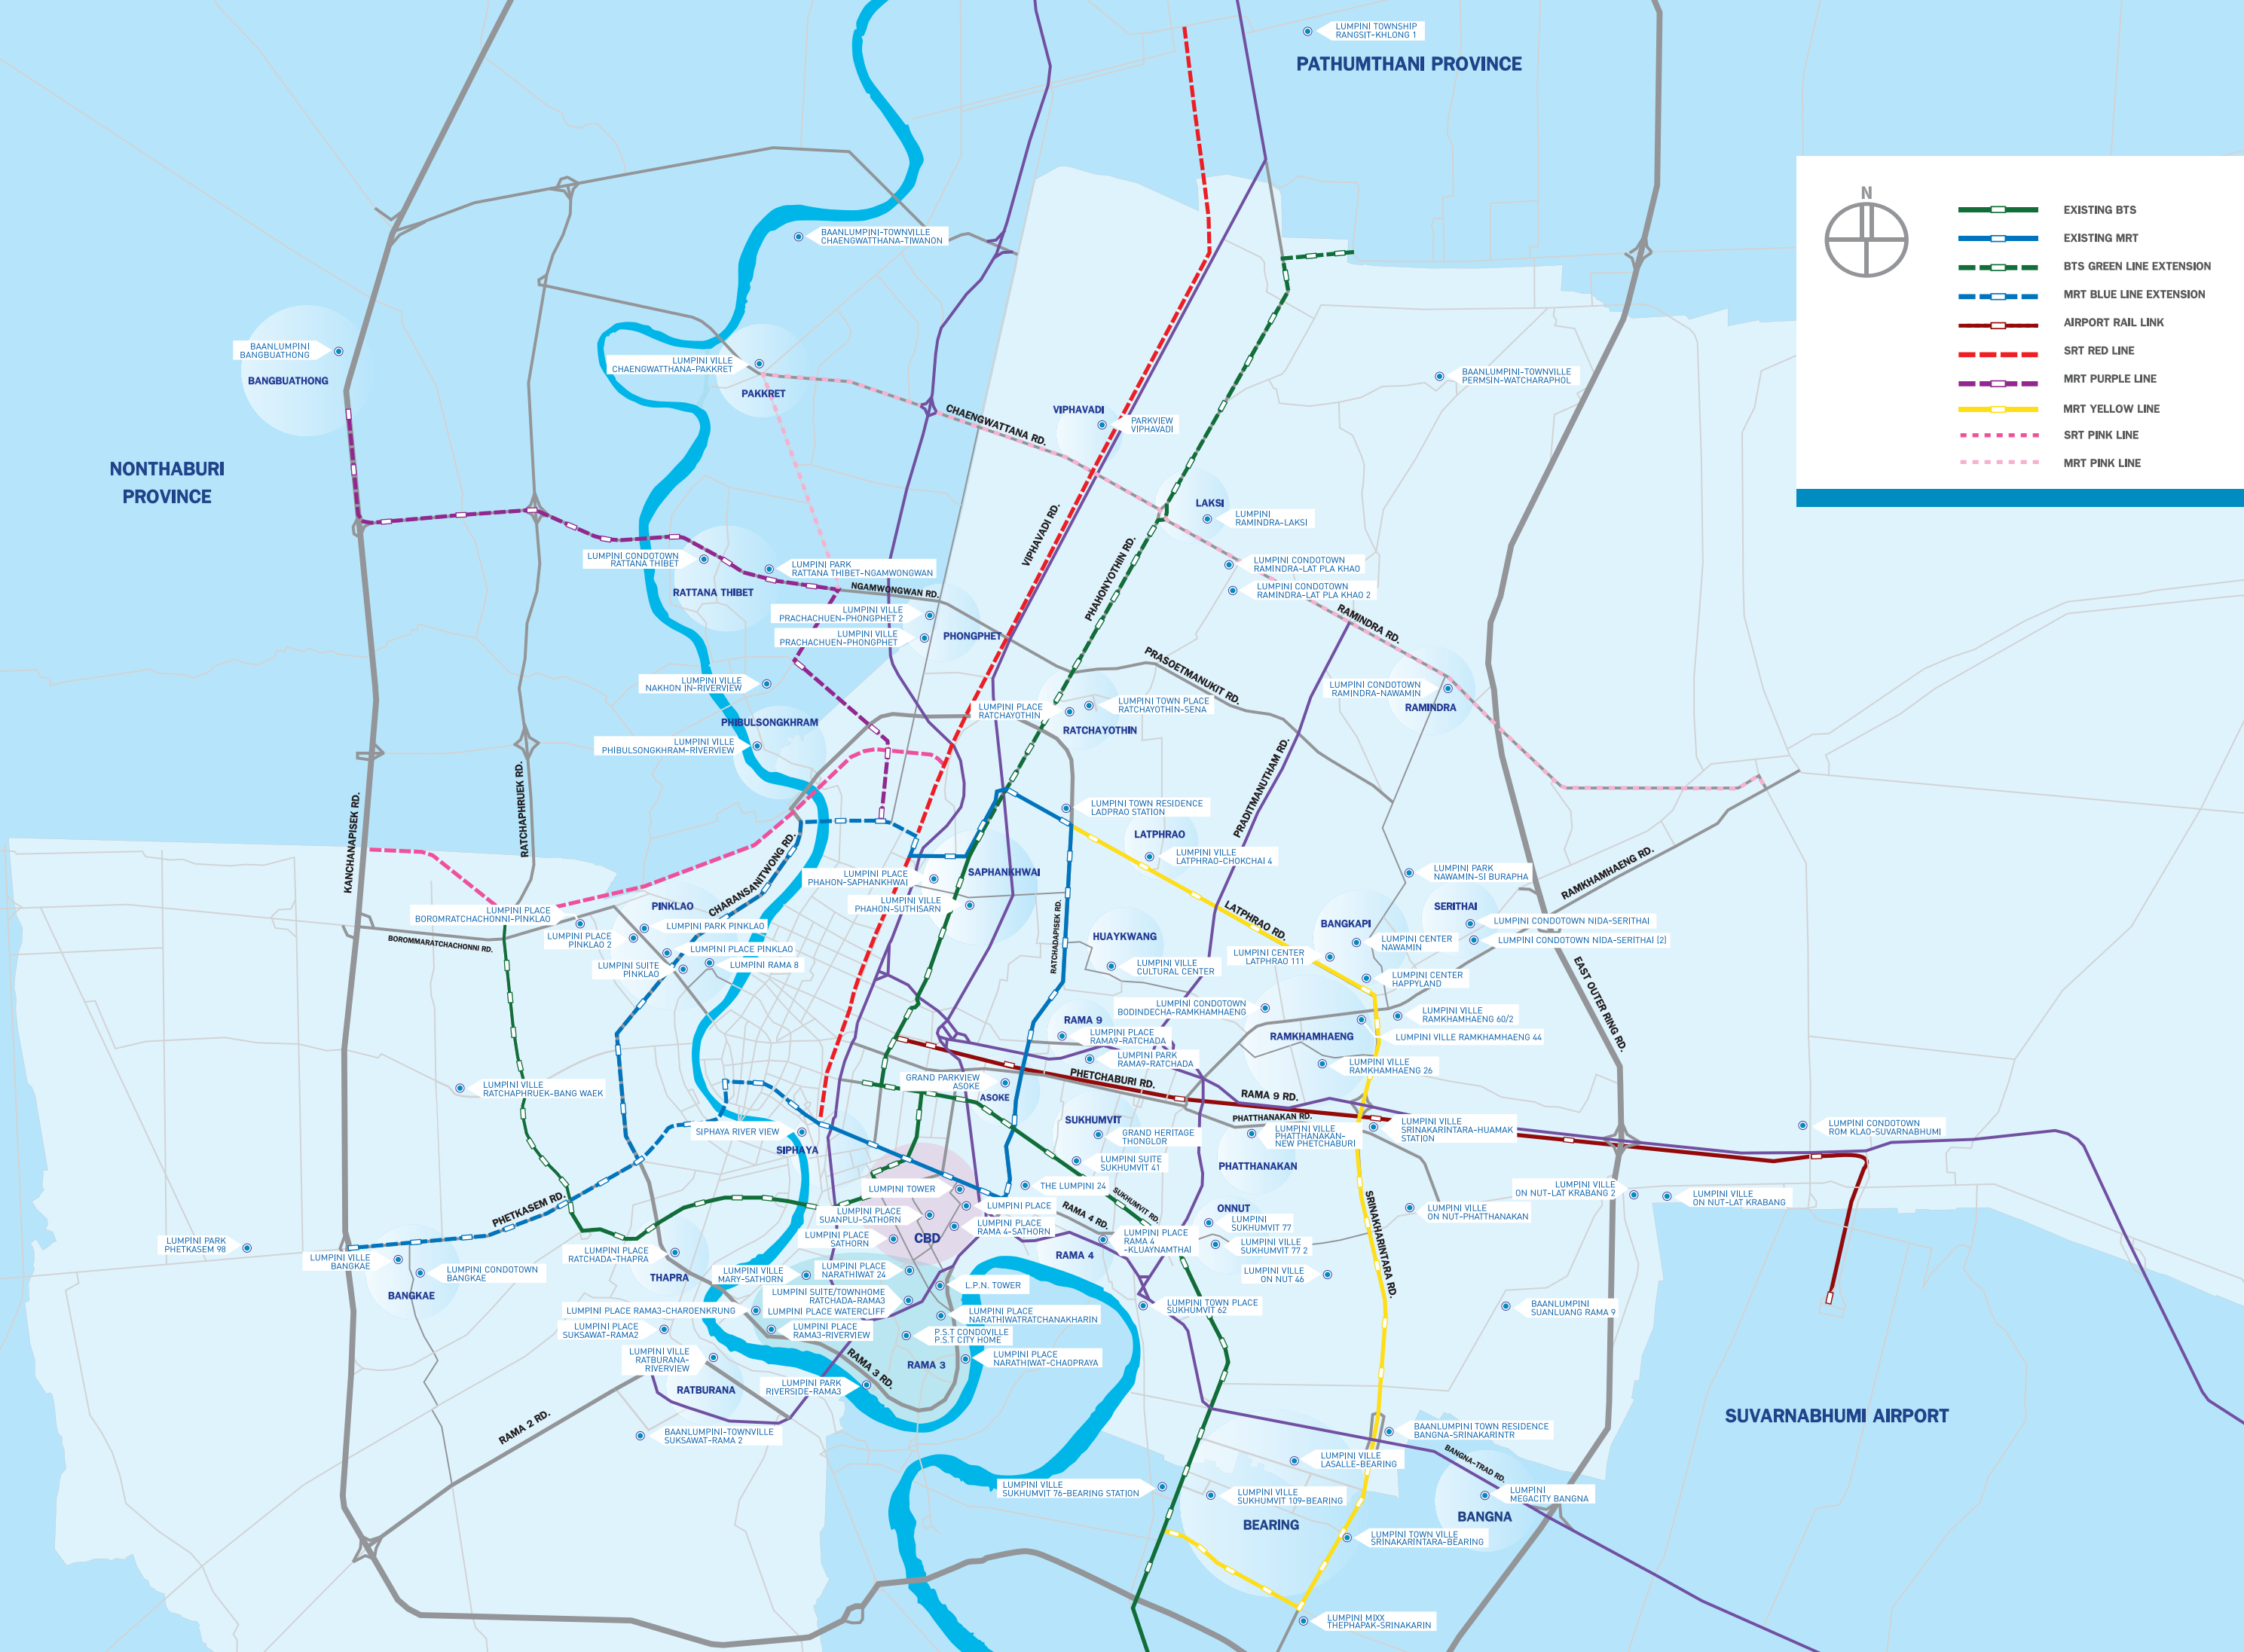 LUMPINI TOWNSHIP
RANGSIT-KHLONG 1
PATHUMTHANI PROVINCE
N
EXISTING BTS
EXISTING MRT
BTS GREEN LINE EXTENSION
MRT BLUE LINE EXTENSION
AIRPORT RAIL LINK
SRT RED LINE
MRT PURPLE LINE
MRT YELLOW LINE
SRT PINK LINE
MRT PINK LINE
BAANLUMPINI-TOWNVILLE
CHAENGWATTHANA-TIWANON
BAANLUMPINI
BANGBUATHONG
BANGBUATHONG
LUMPINI VILLE
CHAENGWATTHANA-PAKKRET
PAKKRET
BAANLUMPINI-TOWNVILLE
PERMSIN-WATCHARAPHOL
CHAENGWATTANA RD.
VIPHAVADI
PARKVIEW
VIPHAVADI
NONTHABURI
PROVINCE
LAKSI
LUMPINI
RAMINDRA-LAKSI
VIPHAVADI RD.
PHAHONYOTHIN RD.
LUMPINI CONDOTOWN
RATTANA THIBET
LUMPINI PARK
RATTANA THIBET-NGAMWONGWAN
RATTANA THIBET
NGAMWONGWAN RD.
LUMPINI CONDOTOWN
RAMINDRA-LAT PLA KHAO
LUMPINI CONDOTOWN
RAMINDRA-LAT PLA KHAO 2
RAMINDRA RD.
LUMPINI VILLE
PRACHACHUEN-PHONGPHET 2
LUMPINI VILLE
PRACHACHUEN-PHONGPHET
PHONGPHET
PRASOETMANUKIT RD.
LUMPINI VILLE
NAKHON IN-RIVERVIEW
LUMPINI CONDOTOWN
RAMINDRA-NAWAMIN
RAMINDRA
LUMPINI PLACE
RATCHAYOTHIN
LUMPINI TOWN PLACE
RATCHAYOTHIN-SENA
RATCHAYOTHIN
PHIBULSONGKHRAM
LUMPINI VILLE
PHIBULSONGKHRAM-RIVERVIEW
RATCHAPHRUEK RD.
KANCHANAPISEK RD.
PRADITMANUTHAM RD.
LUMPINI TOWN RESIDENCE
LADPRAO STATION
LATPHRAO
LUMPINI VILLE
LATPHRAO-CHOKCHAI 4
CHARANSANITWONG RD.
LUMPINI PLACE
PHAHON-SAPHANKHWAI
SAPHANKHWAI
LUMPINI VILLE
PHAHON-SUTHISARN
LUMPINI PARK
NAWAMIN-SI BURAPHA
RAMKHAMHAENG RD.
LUMPINI PLACE
BOROMRATCHACHONNI-PINKLAO
PINKLAO
LUMPINI PARK PINKLAO
LUMPINI PLACE
PINKLAO 2
LUMPINI PLACE PINKLAO
LUMPINI SUITE
PINKLAO
LUMPINI RAMA 8
BOROMMARATCHACHONNI RD.
RATCHADAPISEK RD.
LATPHRAO RD.
HUAYKWANG
LUMPINI VILLE
CULTURAL CENTER
BANGKAPI
LUMPINI CENTER
NAWAMIN
LUMPINI CENTER
LATPHRAO 111
LUMPINI CENTER
HAPPYLAND
SERITHAI
LUMPINI CONDOTOWN NIDA-SERITHAI
LUMPINI CONDOTOWN NIDA-SERITHAI (2)
EAST OUTER RING RD.
LUMPINI CONDOTOWN
BODINDECHA-RAMKHAMHAENG
LUMPINI VILLE
RAMKHAMHAENG 60/2
LUMPINI VILLE RAMKHAMHAENG 44
RAMKHAMHAENG
LUMPINI VILLE
RAMKHAMHAENG 26
RAMA 9
LUMPINI PLACE
RAMA9-RATCHADA
LUMPINI PARK
RAMA9-RATCHADA
GRAND PARKVIEW
ASOKE
ASOKE
PHETCHABURI RD.
RAMA 9 RD.
PHATTHANAKAN RD.
LUMPINI VILLE
RATCHAPHRUEK-BANG WAEK
SUKHUMVIT
GRAND HERITAGE
THONGLOR
LUMPINI SUITE
SUKHUMVIT 41
LUMPINI VILLE
PHATTHANAKAN-
NEW PHETCHABURI
LUMPINI VILLE
SRINAKARINTARA-HUAMAK
STATION
LUMPINI CONDOTOWN
ROM KLAO-SUVARNABHUMI
SIPHAYA RIVER VIEW
SIPHAYA
PHATTHANAKAN
THE LUMPINI 24
LUMPINI TOWER
LUMPINI PLACE
SUKHUMVIT RD.
RAMA 4 RD.
PHETKASEM RD.
LUMPINI PLACE
SUANPLU-SATHORN
LUMPINI PLACE
RAMA 4-SATHORN
LUMPINI PLACE
SATHORN
CBD
RAMA 4
LUMPINI PLACE
RAMA 4
-KLUAYNAMTHAI
ONNUT
LUMPINI
SUKHUMVIT 77
LUMPINI VILLE
SUKHUMVIT 77 2
LUMPINI VILLE
ON NUT-PHATTHANAKAN
LUMPINI VILLE
ON NUT-LAT KRABANG 2
LUMPINI VILLE
ON NUT-LAT KRABANG
SRINAKHARINTARA RD.
LUMPINI VILLE
ON NUT 46
LUMPINI PARK
PHETKASEM 98
LUMPINI VILLE
BANGKAE
LUMPINI CONDOTOWN
BANGKAE
BANGKAE
LUMPINI PLACE
RATCHADA-THAPRA
THAPRA
LUMPINI VILLE
MARY-SATHORN
LUMPINI PLACE
NARATHIWAT 24
L.P.N. TOWER
LUMPINI SUITE/TOWNHOME
RATCHADA-RAMA3
LUMPINI PLACE RAMA3-CHAROENKRUNG
LUMPINI PLACE WATERCLIFF
LUMPINI PLACE
NARATHIWATRATCHANAKHARIN
LUMPINI PLACE
SUKSAWAT-RAMA2
LUMPINI PLACE
RAMA3-RIVERVIEW
P.S.T CONDOVILLE
P.S.T CITY HOME
LUMPINI TOWN PLACE
SUKHUMVIT 62
BAANLUMPINI
SUANLUANG RAMA 9
LUMPINI VILLE
RATBURANA-
RIVERVIEW
RATBURANA
RAMA 3 RD.
RAMA 3
LUMPINI PLACE
NARATHIWAT-CHAOPRAYA
LUMPINI PARK
RIVERSIDE-RAMA3
RAMA 2 RD.
BAANLUMPINI-TOWNVILLE
SUKSAWAT-RAMA 2
SUVARNABHUMI AIRPORT
BAANLUMPINI TOWN RESIDENCE
BANGNA-SRINAKARINTR
LUMPINI VILLE
LASALLE-BEARING
BANGNA-TRAD RD.
LUMPINI VILLE
SUKHUMVIT 76-BEARING STATION
LUMPINI VILLE
SUKHUMVIT 109-BEARING
BEARING
LUMPINI
MEGACITY BANGNA
BANGNA
LUMPINI TOWN VILLE
SRINAKARINTARA-BEARING
LUMPINI MIXX
THEPHAPAK-SRINAKARIN